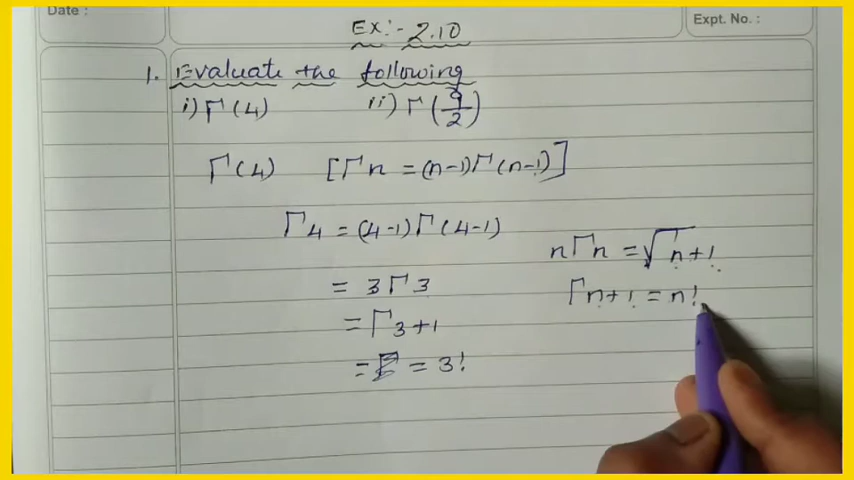 Date :
Expt. No. :
Ex:- 2.10
1. Evaluate the following
i) Γ(4) ii) Γ(9/2)
Γ(4) [Γn = (n-1)Γ(n-1)]
Γ4 = (4-1)Γ(4-1)
nΓn = √n+1
= 3Γ3
Γn+1 = n!
= Γ3+1
= = 3!